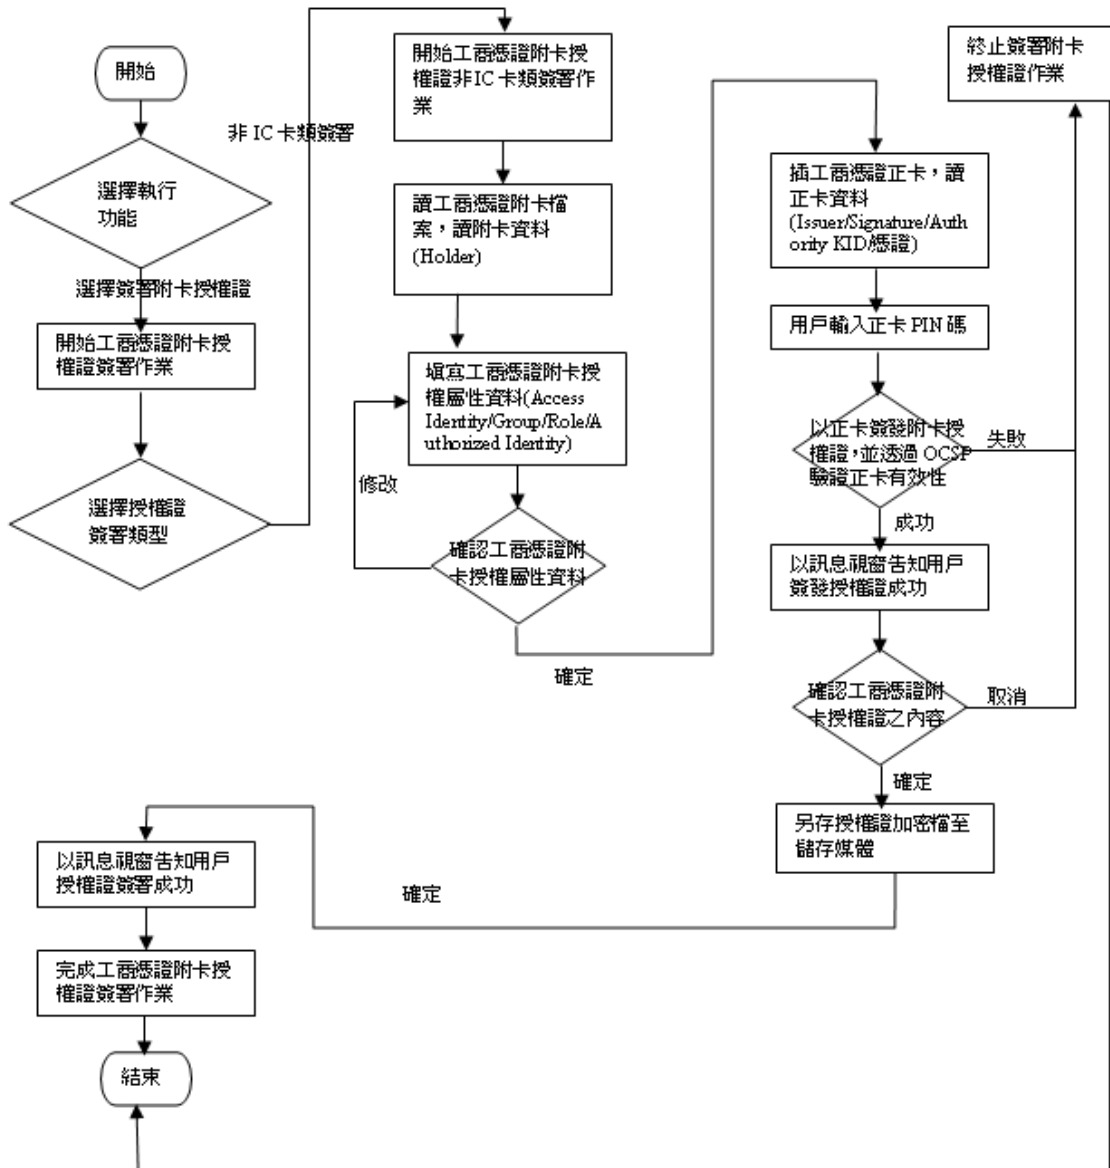 開始
選擇執行
功能
選擇簽署附卡授權證
開始工商憑證附卡授
權證簽署作業
選擇授權證
簽署類型
非 IC 卡類簽署
開始工商憑證附卡授
權證非 IC 卡類簽署作
業
讀工商憑證附卡檔
案，讀附卡資料
(Holder)
填寫工商憑證附卡授
權屬性資料(Access
Identity/Group/Role/A
uthorized Identity)
修改
確認工商憑證附
卡授權屬性資料
確定
插工商憑證正卡，讀
正卡資料
(Issuer/Signature/Auth
ority KID/憑證)
用戶輸入正卡 PIN 碼
以正卡簽發附卡授
權證，並透過 OCSP
驗證正卡有效性
失敗
成功
以訊息視窗告知用戶
簽發授權證成功
確認工商憑證附
卡授權證之內容
取消
確定
另存授權證加密檔至
儲存媒體
終止簽署附卡
授權證作業
確定
以訊息視窗告知用戶
授權證簽署成功
完成工商憑證附卡授
權證簽署作業
結束